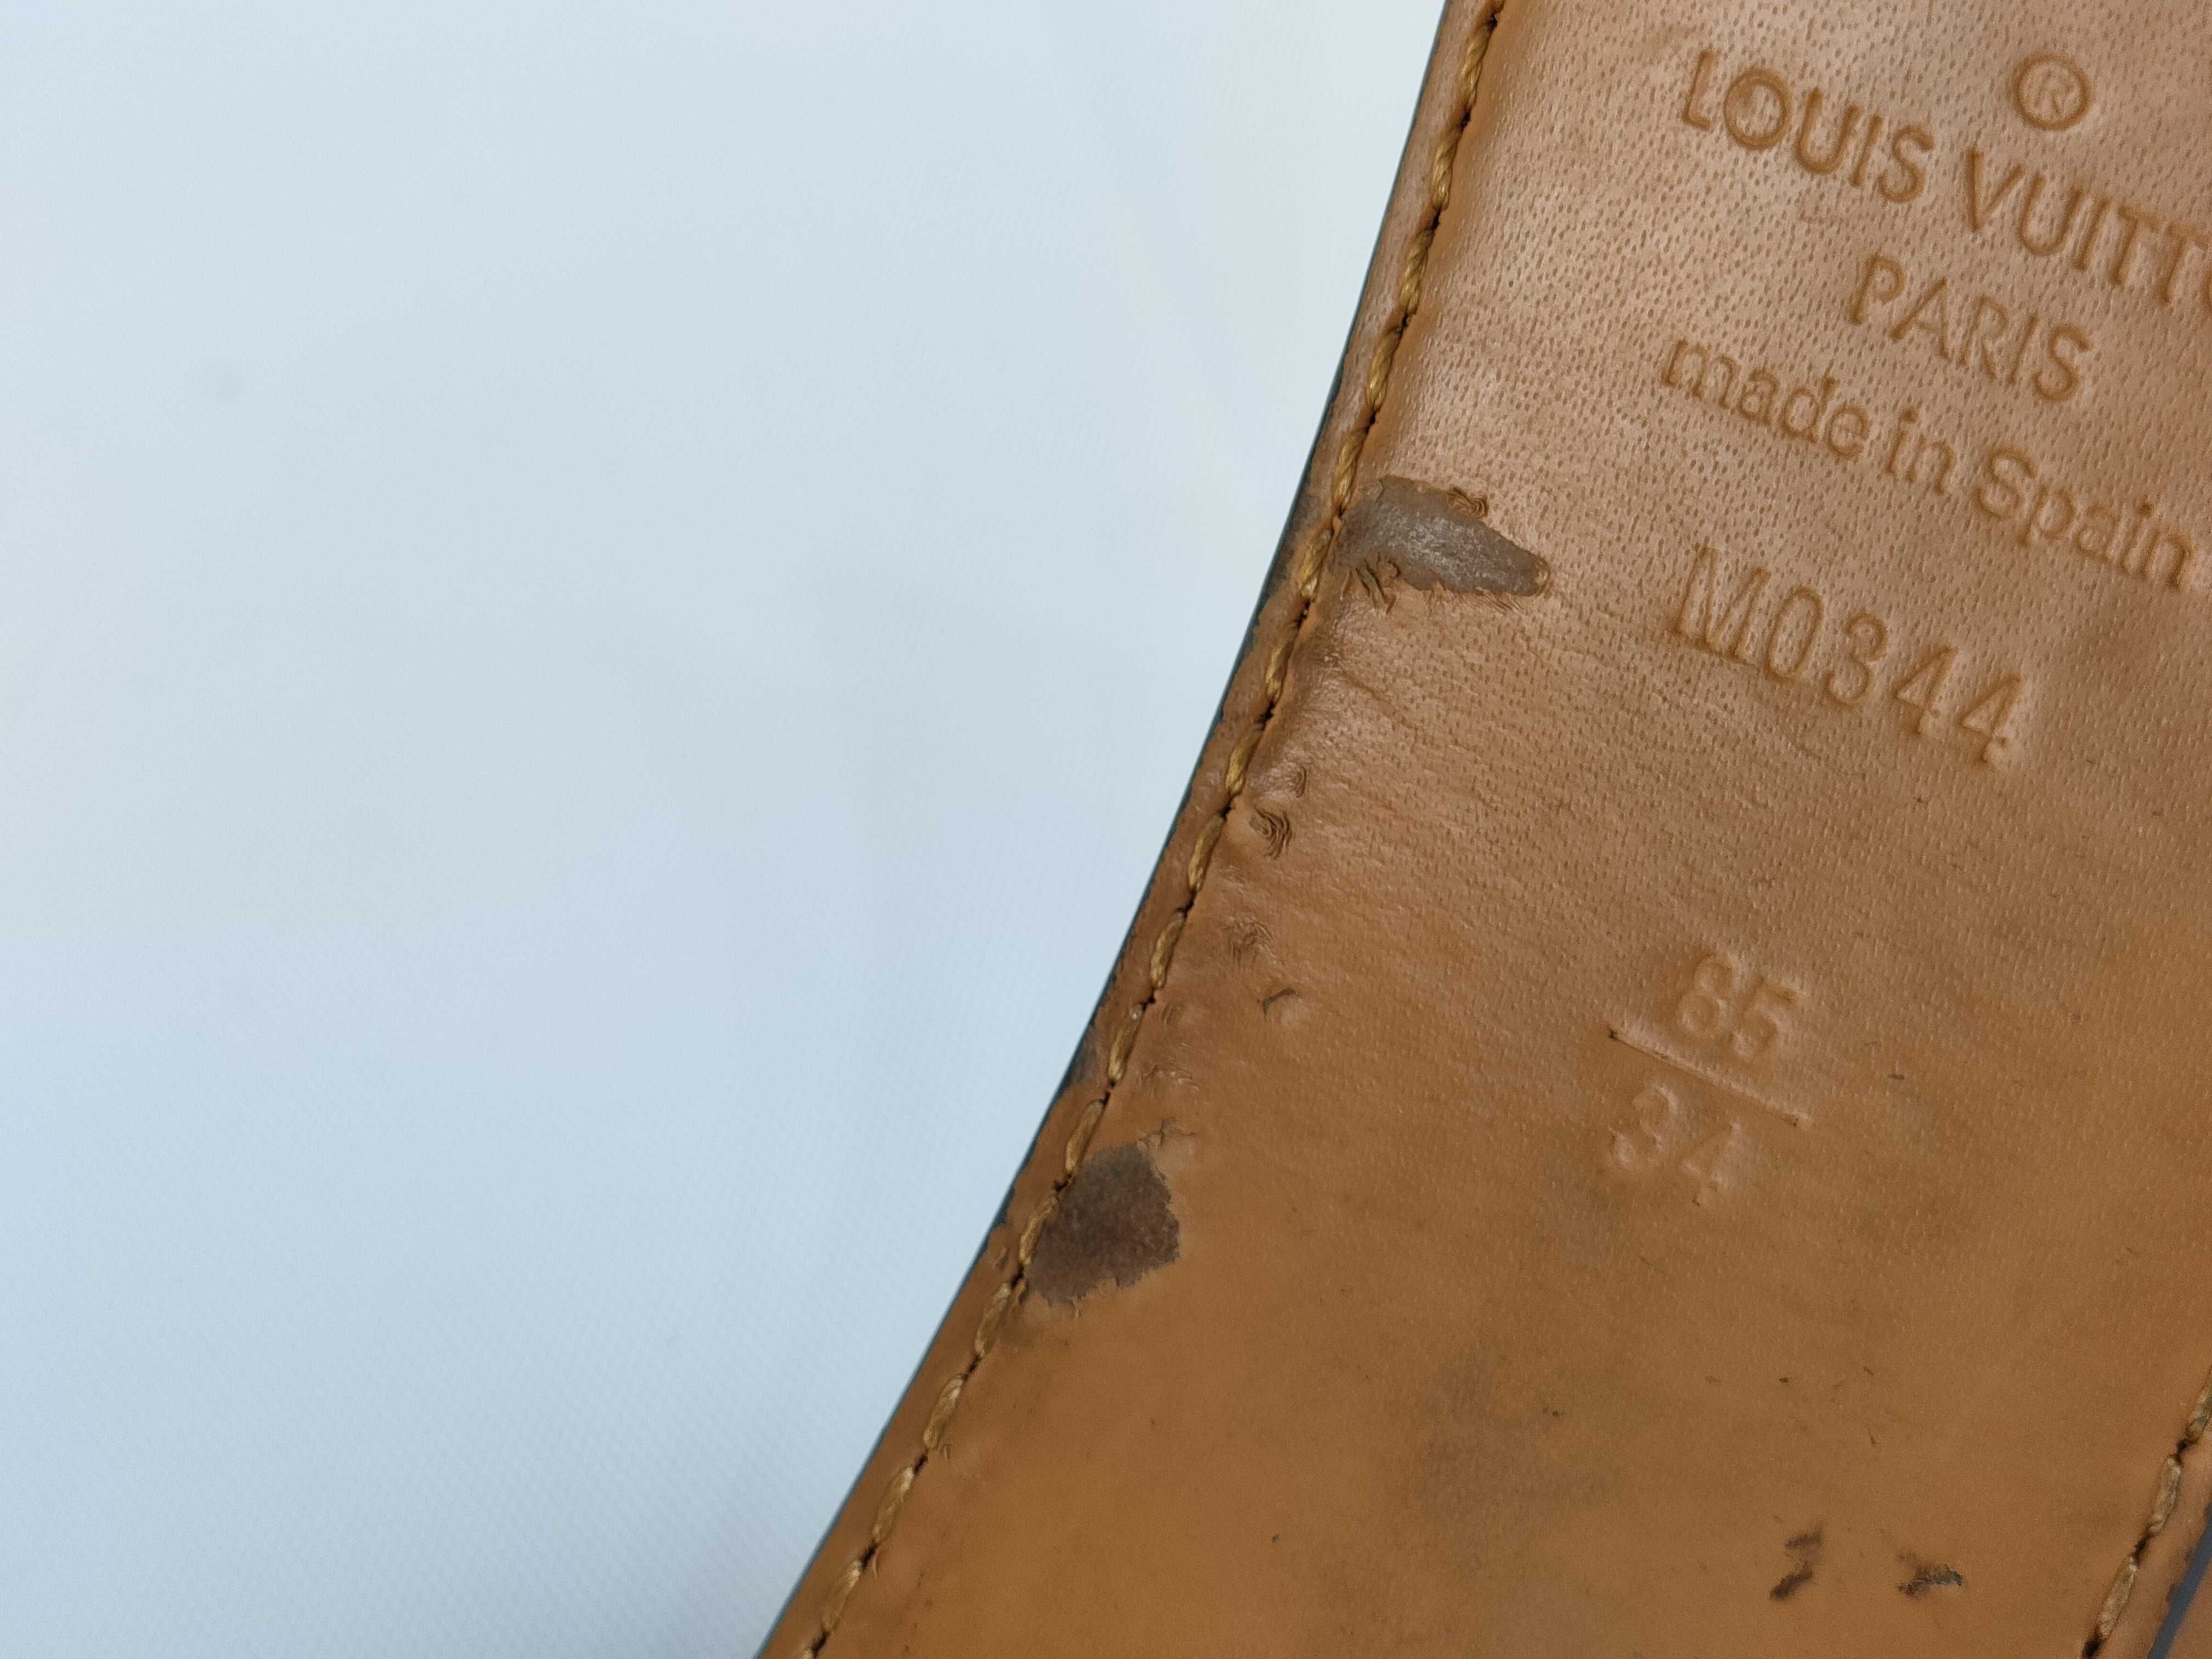 ®
LOUIS VUITT
PARIS
made in Spain
M0344
85
34